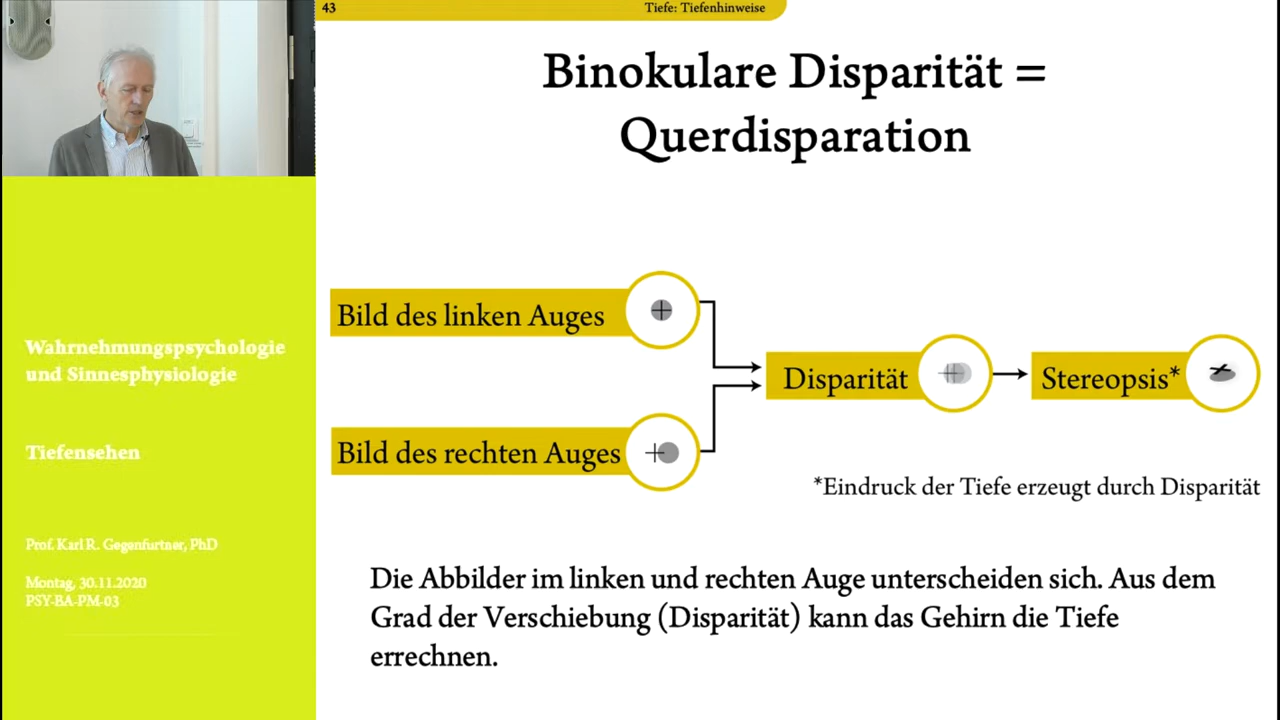 43
Tiefe: Tiefenhinweise
Binokulare Disparität =
Querdisparation
Bild des linken Auges
Bild des rechten Auges
Disparität
Stereopsis*
*Eindruck der Tiefe erzeugt durch Disparität
Die Abbilder im linken und rechten Auge unterscheiden sich. Aus dem
Grad der Verschiebung (Disparität) kann das Gehirn die Tiefe
errechnen.
Wahrnehmungspsychologie
und Sinnesphysiologie
Tiefensehen
Prof. Karl R. Gegenfurtner, PhD
Montag, 30.11.2020
PSY-BA-PM-03